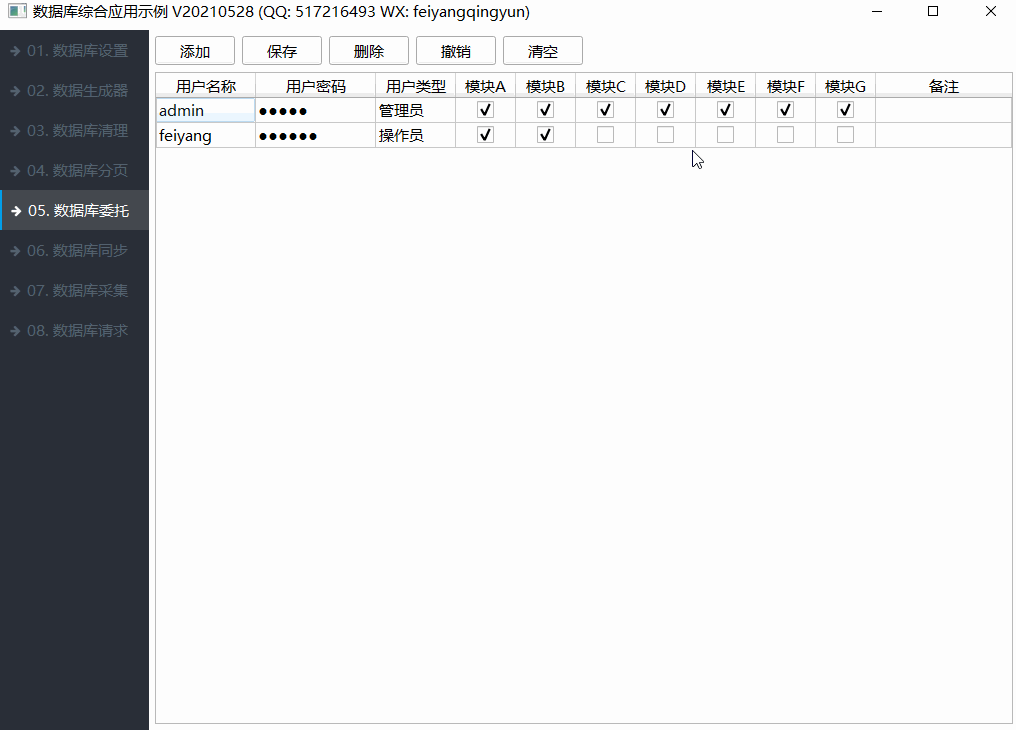 数据库综合应用示例 V20210528 (QQ: 517216493 WX: feiyangqingyun)
01. 数据库设置
02. 数据生成器
03. 数据库清理
04. 数据库分页
05. 数据库委托
06. 数据库同步
07. 数据库采集
08. 数据库请求
添加 保存 删除 撤销 清空
用户名称 用户密码 用户类型 模块A 模块B 模块C 模块D 模块E 模块F 模块G 备注
admin ●●●●● 管理员
feiyang ●●●●●● 操作员